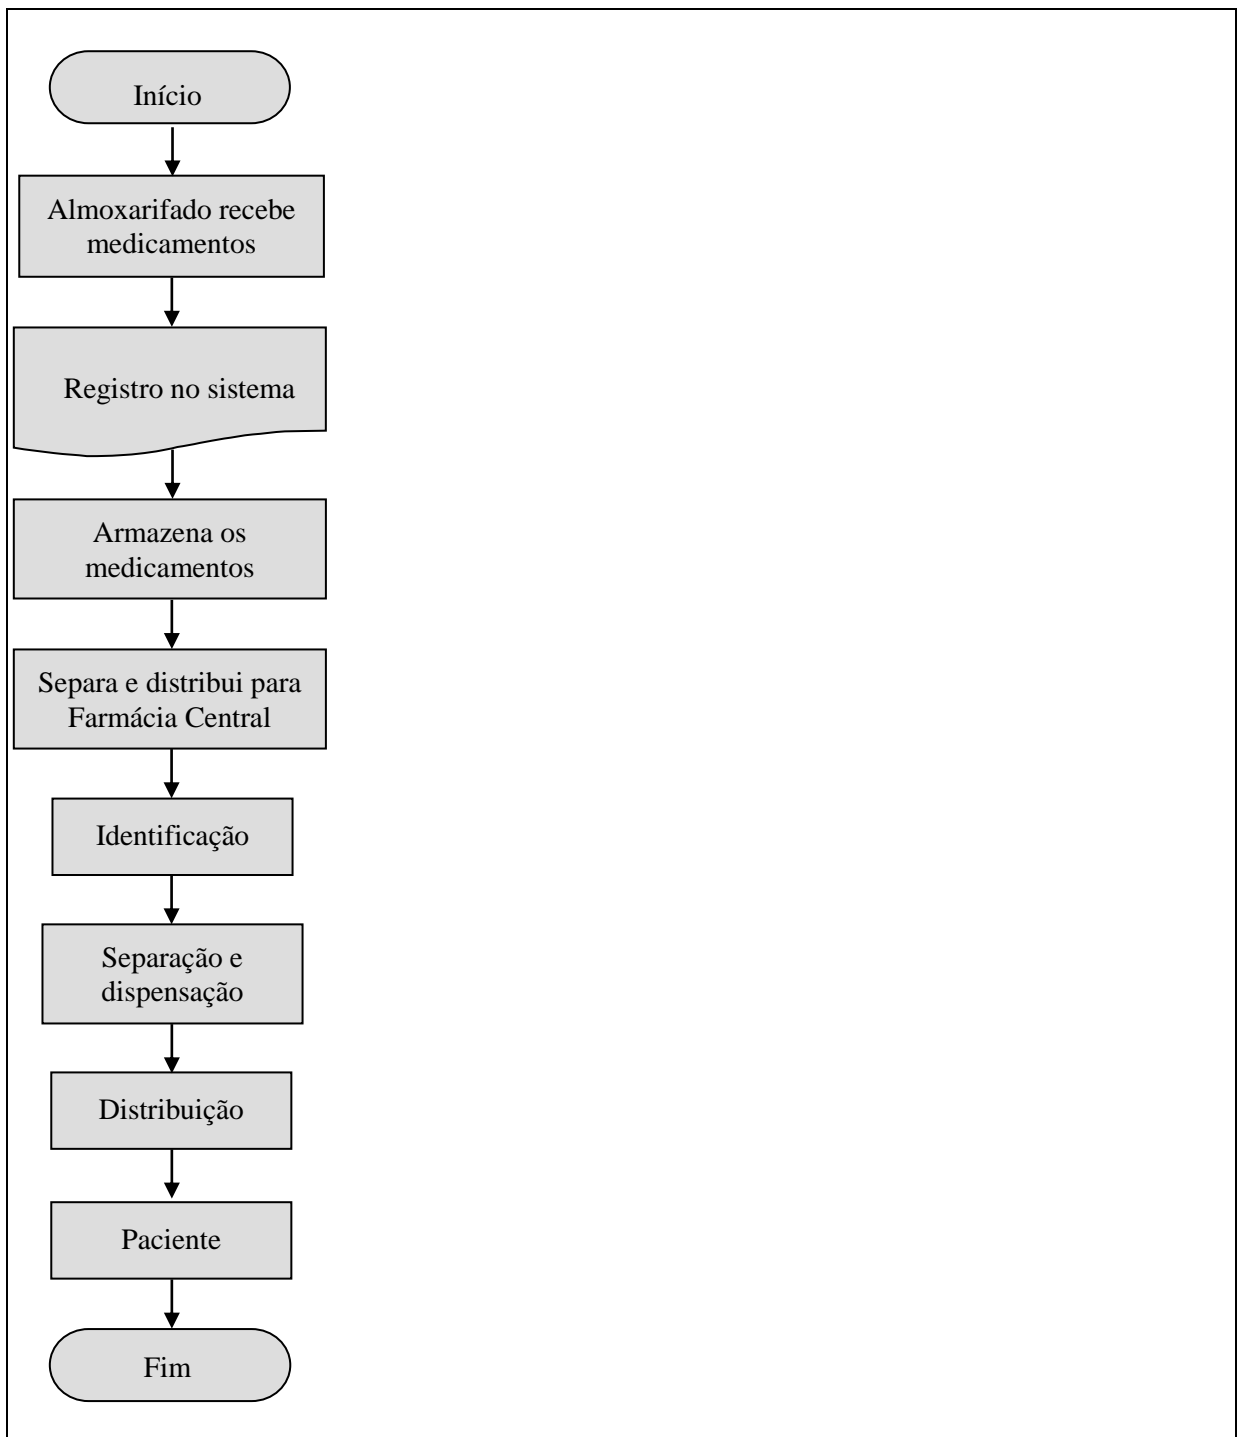 Início
Almoxarifado recebe
medicamentos
Registro no sistema
Armazena os
medicamentos
Separa e distribui para
Farmácia Central
Identificação
Separação e
dispensação
Distribuição
Paciente
Fim